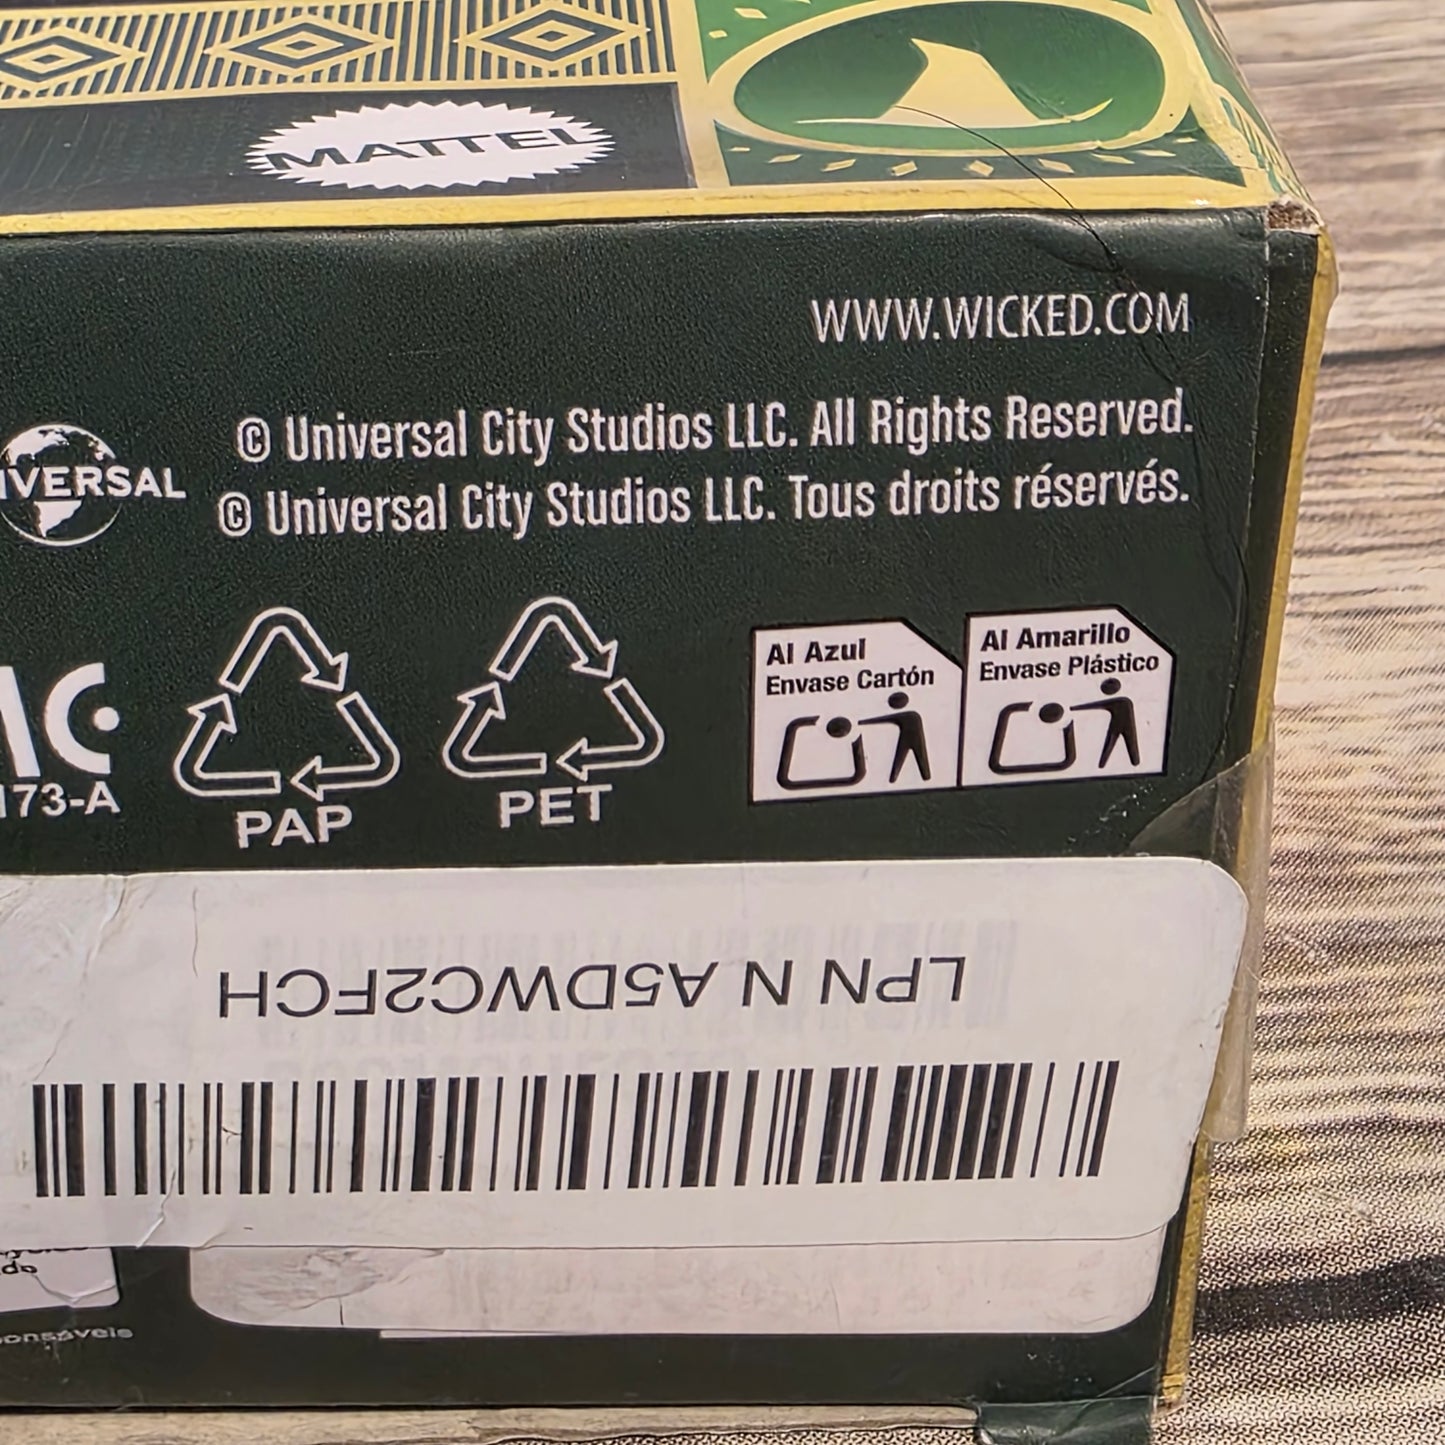 MATTEL
WWW.WICKED.COM
© Universal City Studios LLC. All Rights Reserved.
© Universal City Studios LLC. Tous droits réservés.
IVERSAL
Al Azul
Envase Cartón
Al Amarillo
Envase Plástico
173-A
PAP
PET
LPN N A5DWC2FCH